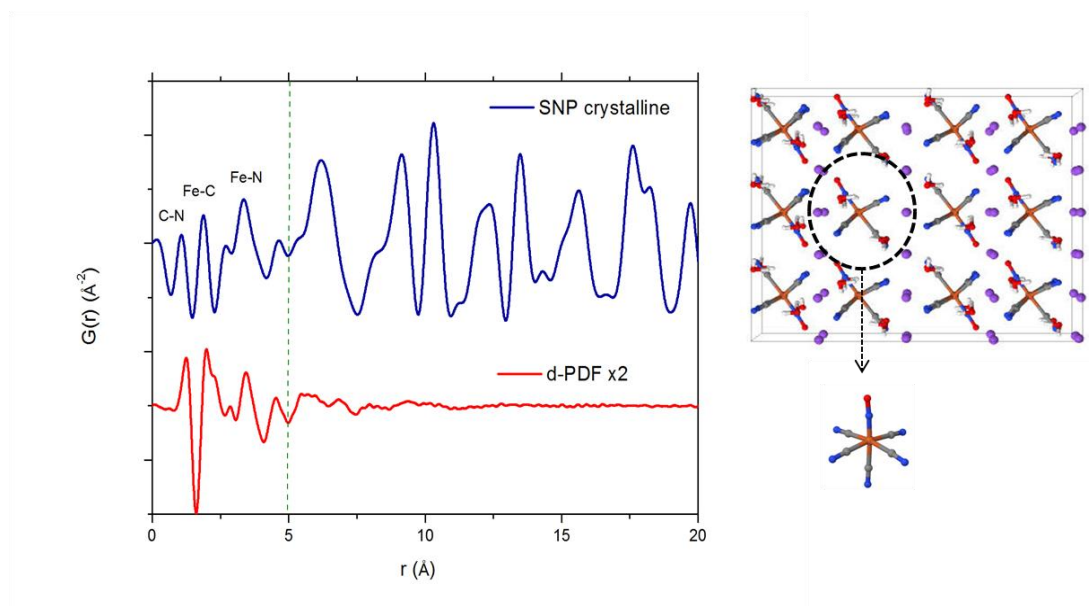 SNP crystalline
Fe-N
Fe-C
C-N
G(r) (Å-2)
d-PDF x2
0 5 10 15 20
r (Å)